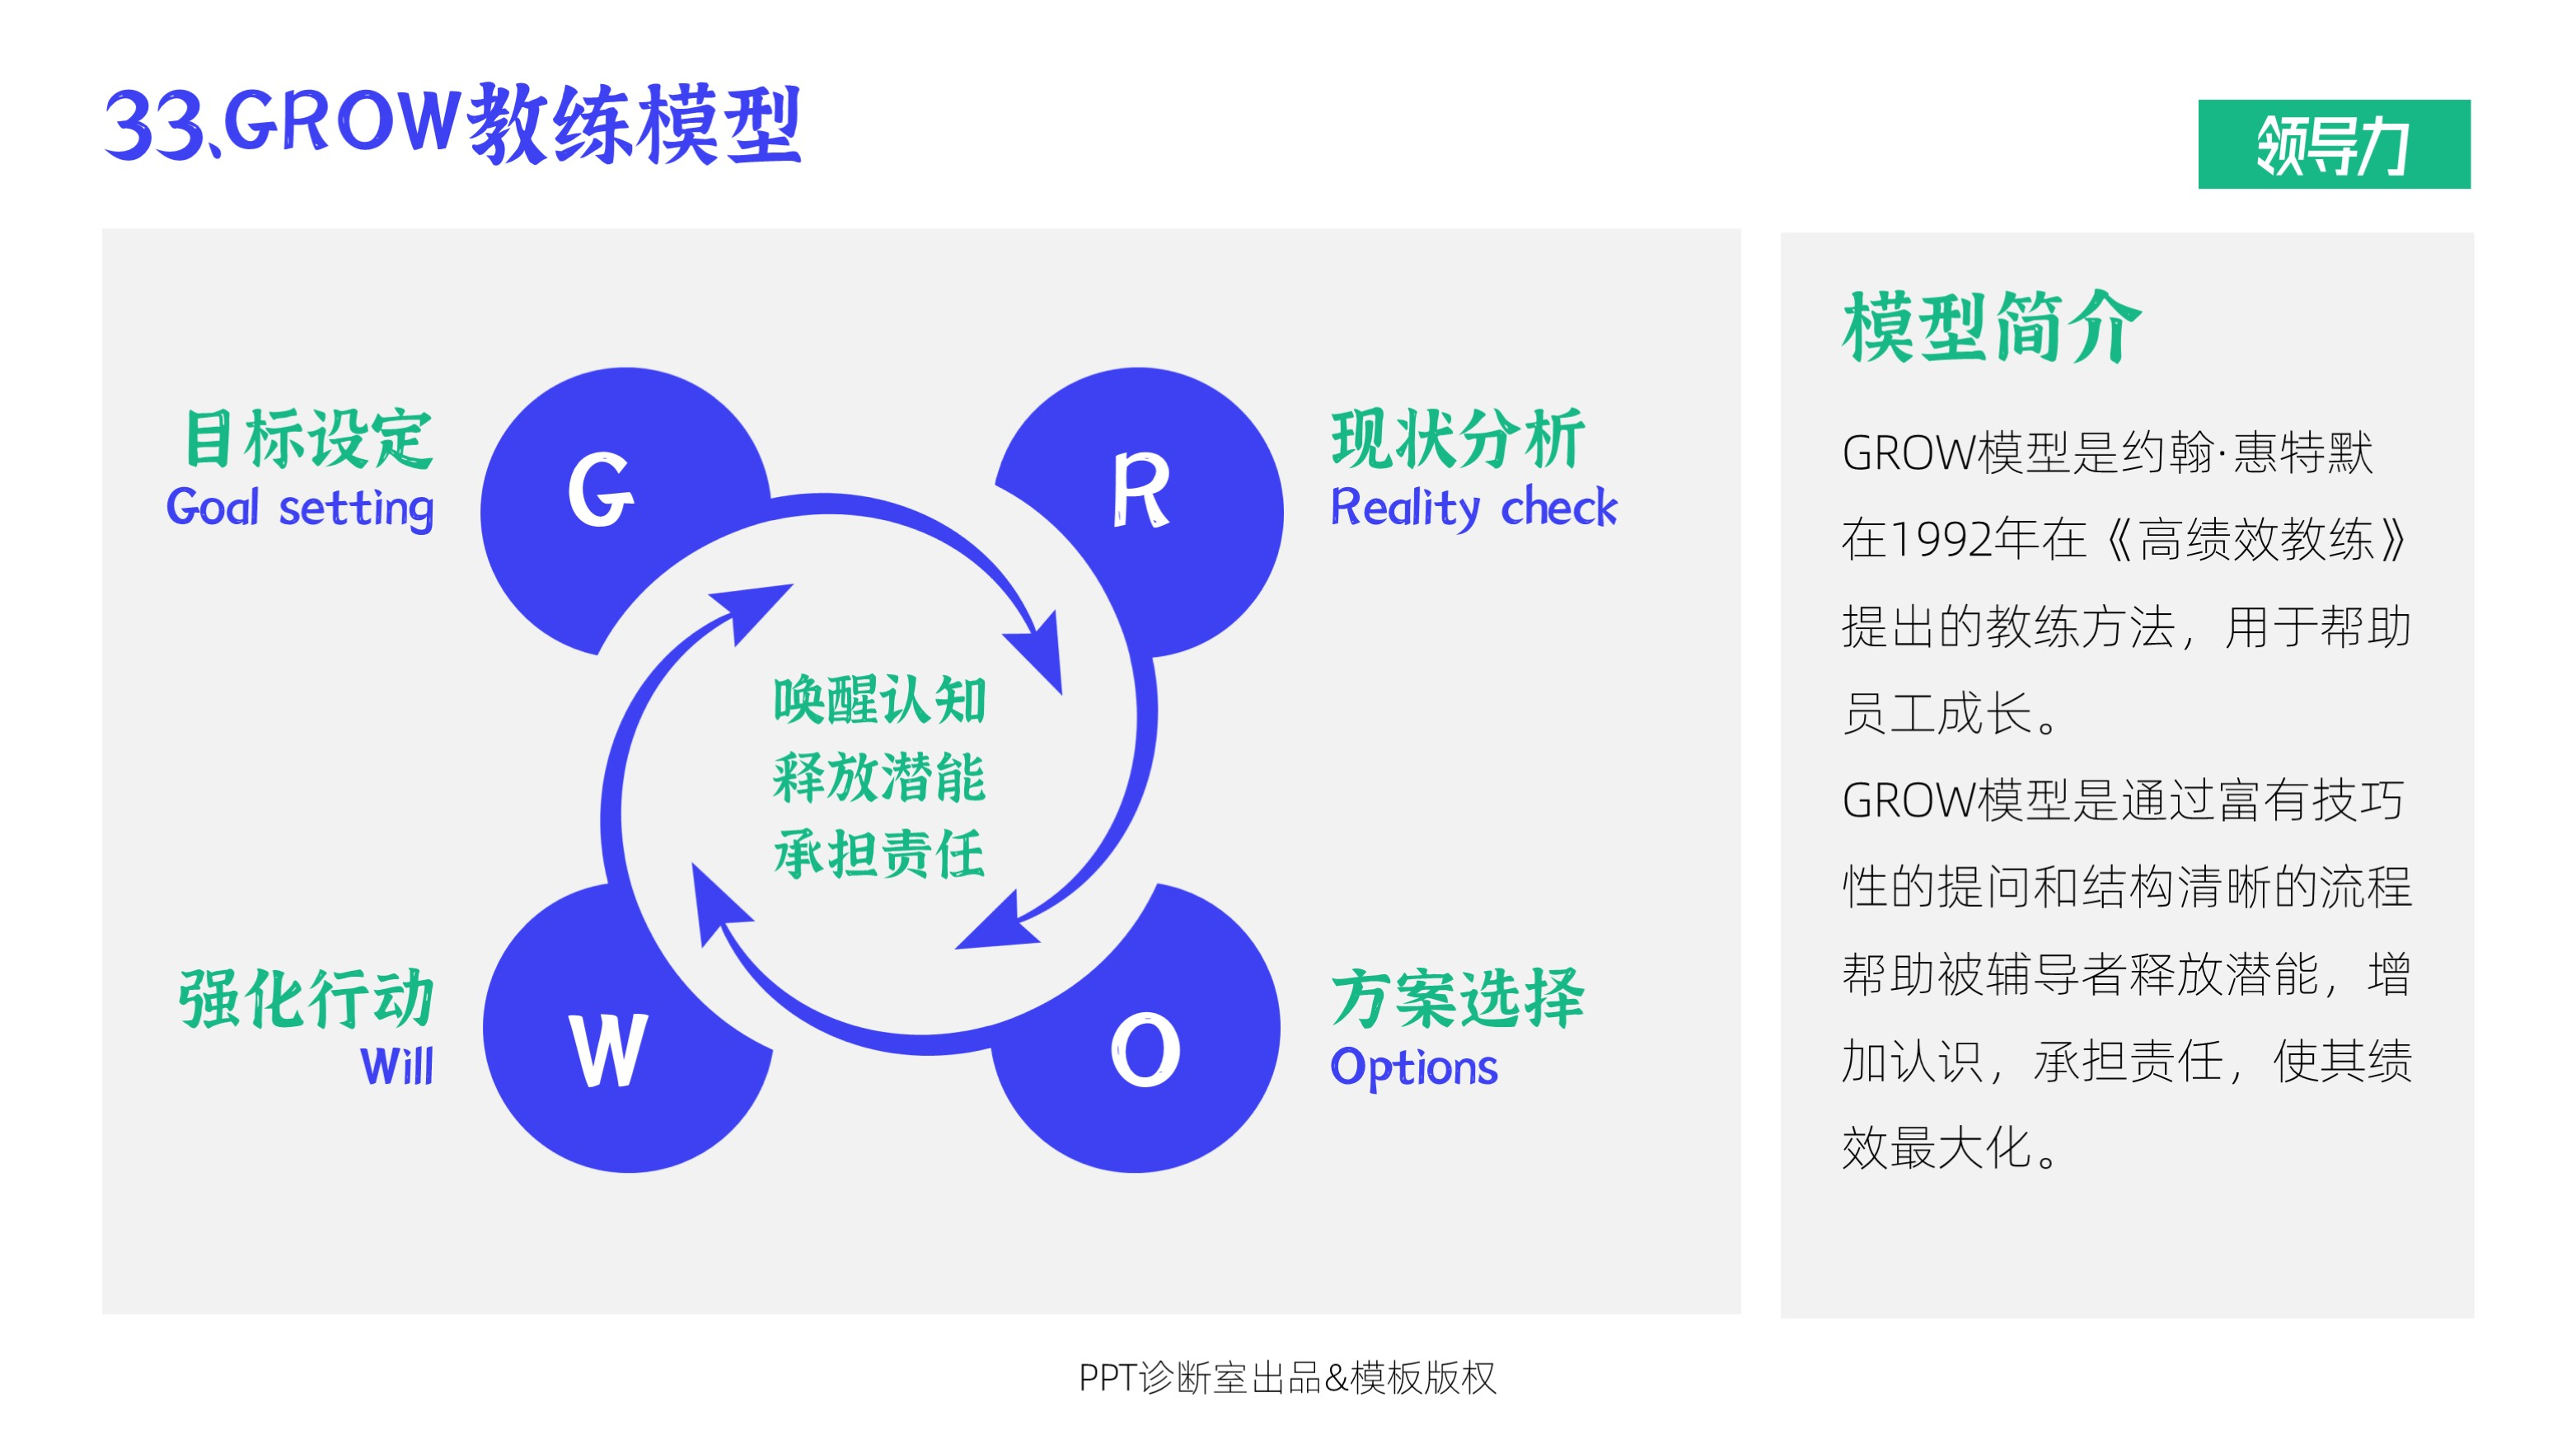 33、GROW教练模型
领导力
目标设定
Goal setting
G
R
现状分析
Reality check
唤醒认知
释放潜能
承担责任
强化行动
Will
W
O
方案选择
Options
模型简介
GROW模型是约翰·惠特默
在1992年在《高绩效教练》
提出的教练方法，用于帮助
员工成长。
GROW模型是通过富有技巧
性的提问和结构清晰的流程
帮助被辅导者释放潜能，增
加认识，承担责任，使其绩
效最大化。
PPT诊断室出品&模板版权